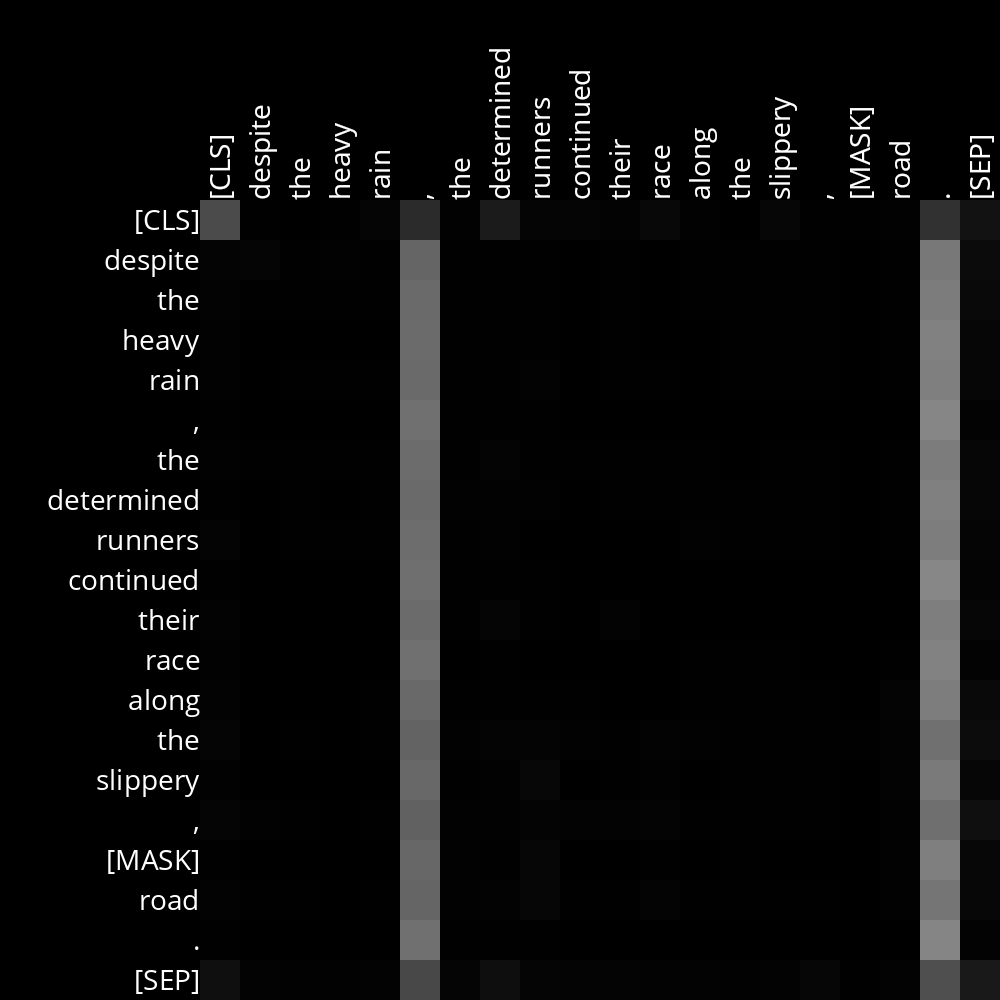 [CLS] despite the heavy rain , the determined runners continued their race along the slippery , [MASK] road . [SEP]
[CLS]
despite
the
heavy
rain
,
the
determined
runners
continued
their
race
along
the
slippery
,
[MASK]
road
.
[SEP]